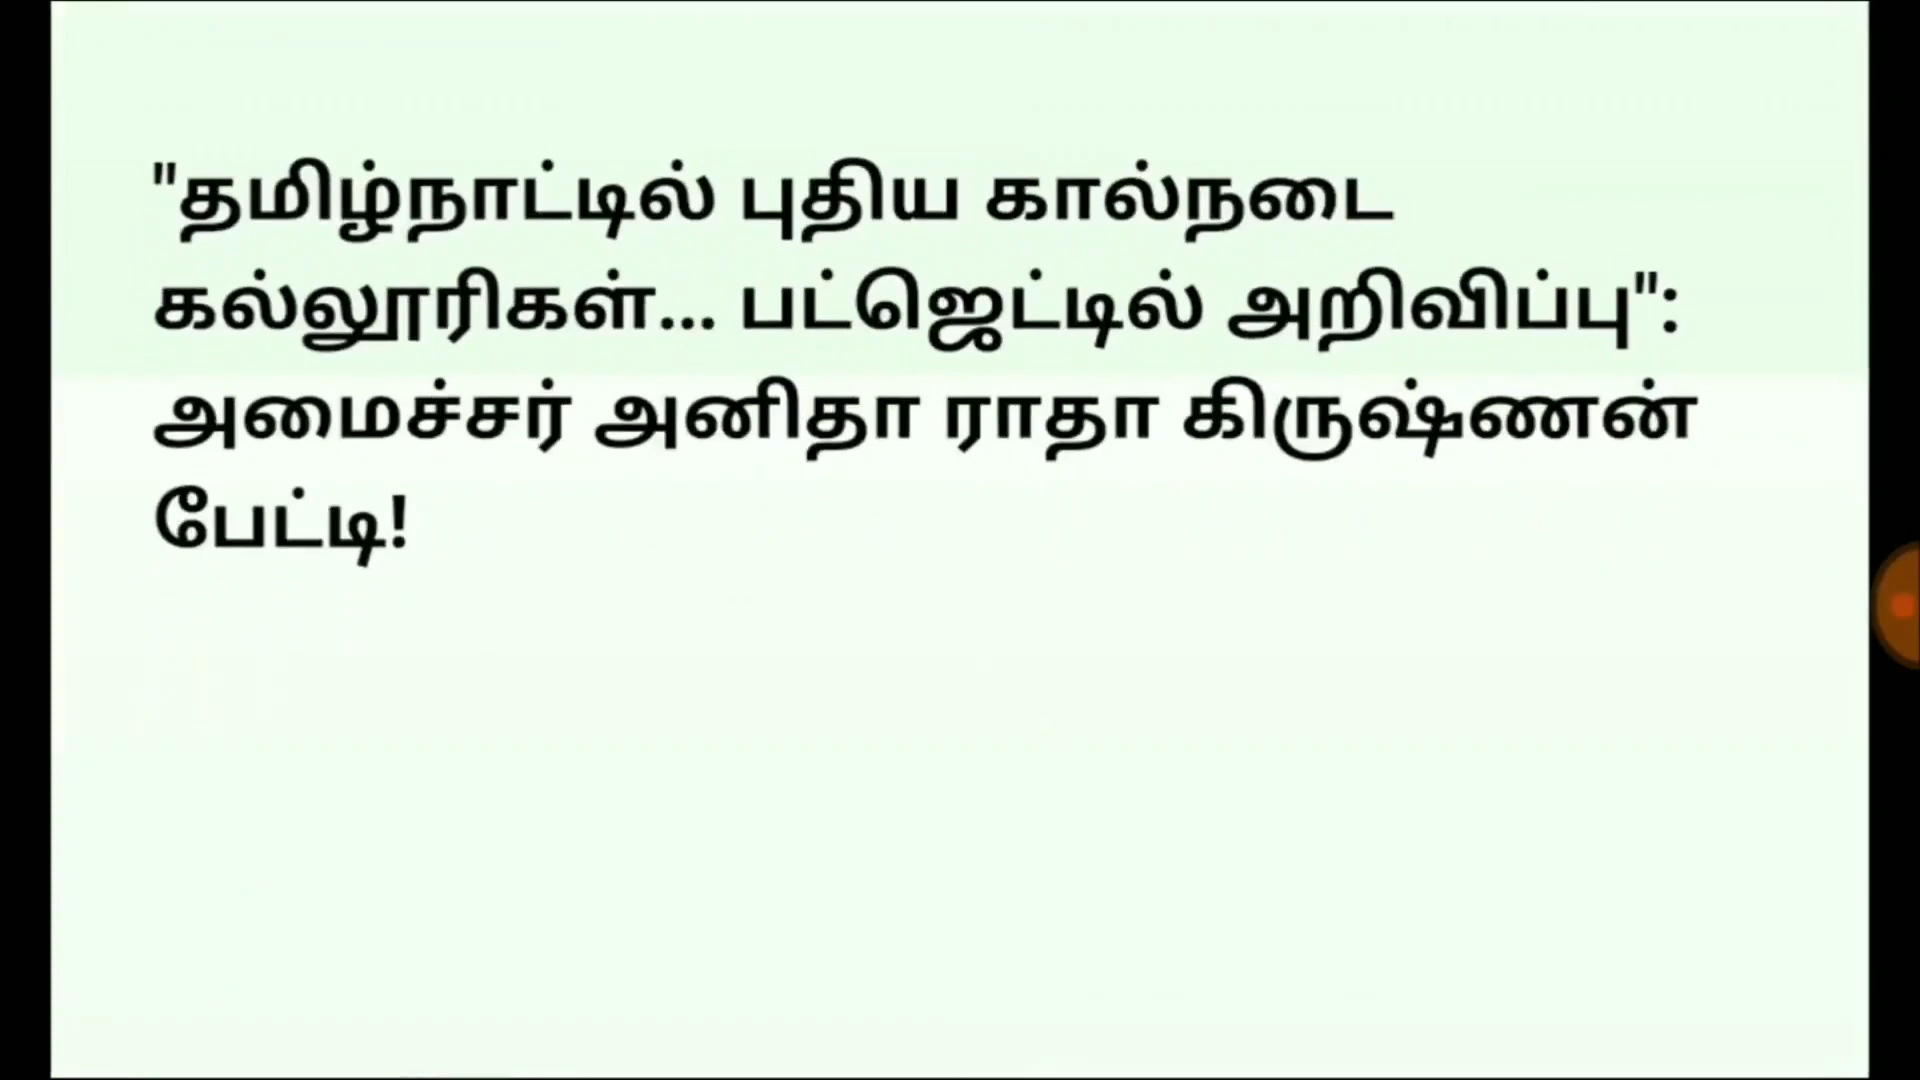 "தமிழ்நாட்டில் புதிய கால்நடை
கல்லூரிகள்... பட்ஜெட்டில் அறிவிப்பு":
அமைச்சர் அனிதா ராதா கிருஷ்ணன்
பேட்டி!